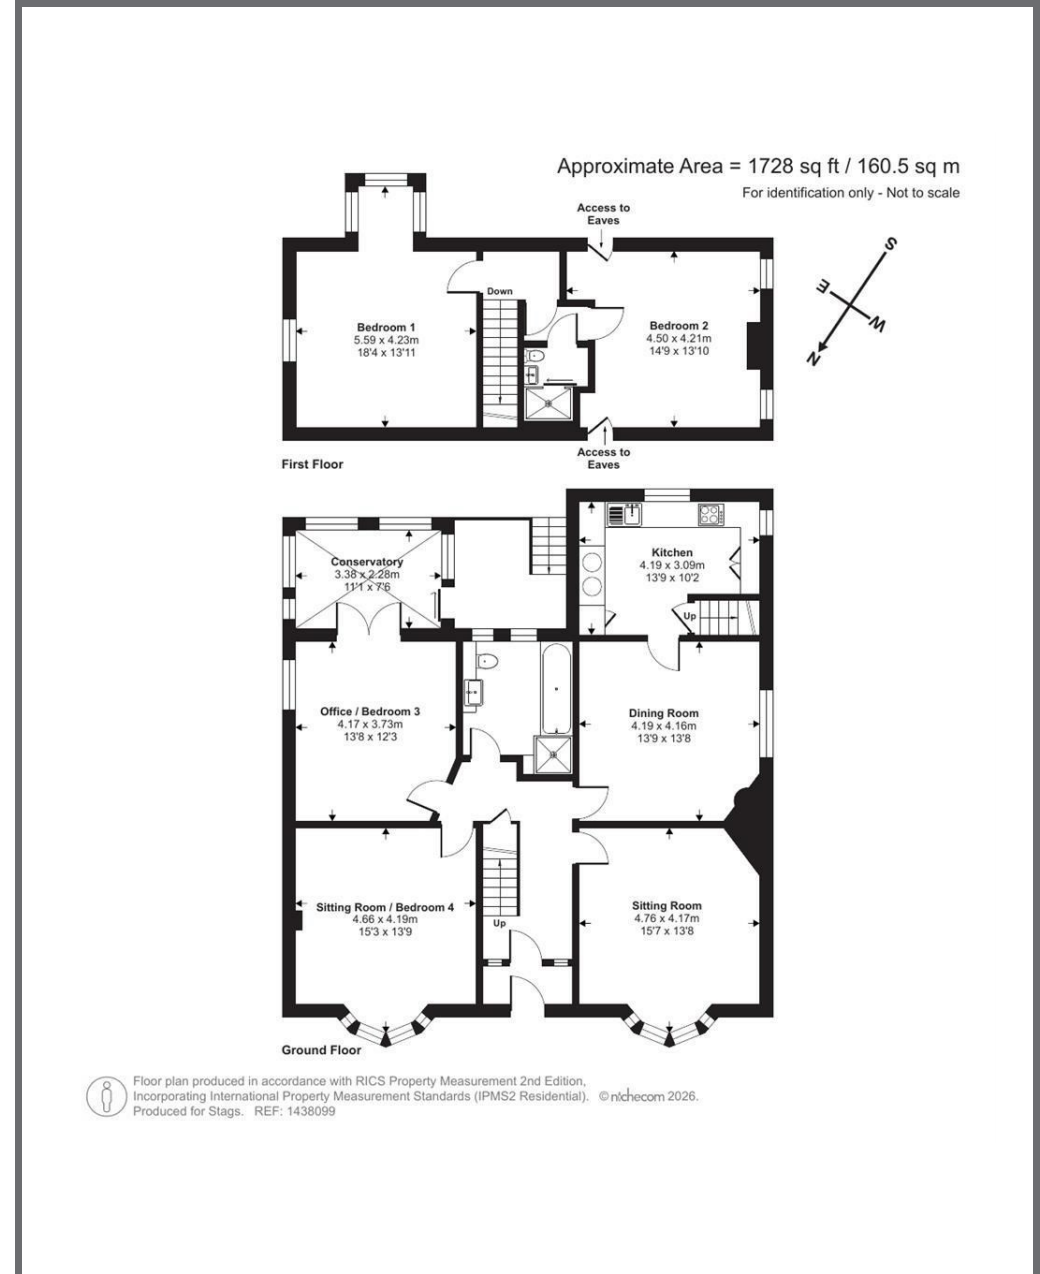 Approximate Area = 1728 sq ft / 160.5 sq m
For identification only - Not to scale
Access to
Eaves
S
E
W
N
Down
Bedroom 1
5.59 x 4.23m
18'4 x 13'11
Bedroom 2
4.50 x 4.21m
14'9 x 13'10
Access to
Eaves
First Floor
Conservatory
3.38 x 2.28m
11'1 x 7'6
Kitchen
4.19 x 3.09m
13'9 x 10'2
Up
Office / Bedroom 3
4.17 x 3.73m
13'8 x 12'3
Dining Room
4.19 x 4.16m
13'9 x 13'8
Sitting Room / Bedroom 4
4.66 x 4.19m
15'3 x 13'9
Up
Sitting Room
4.76 x 4.17m
15'7 x 13'8
Ground Floor
Floor plan produced in accordance with RICS Property Measurement 2nd Edition,
Incorporating International Property Measurement Standards (IPMS2 Residential). © nichecom 2026.
Produced for Stags. REF: 1438099